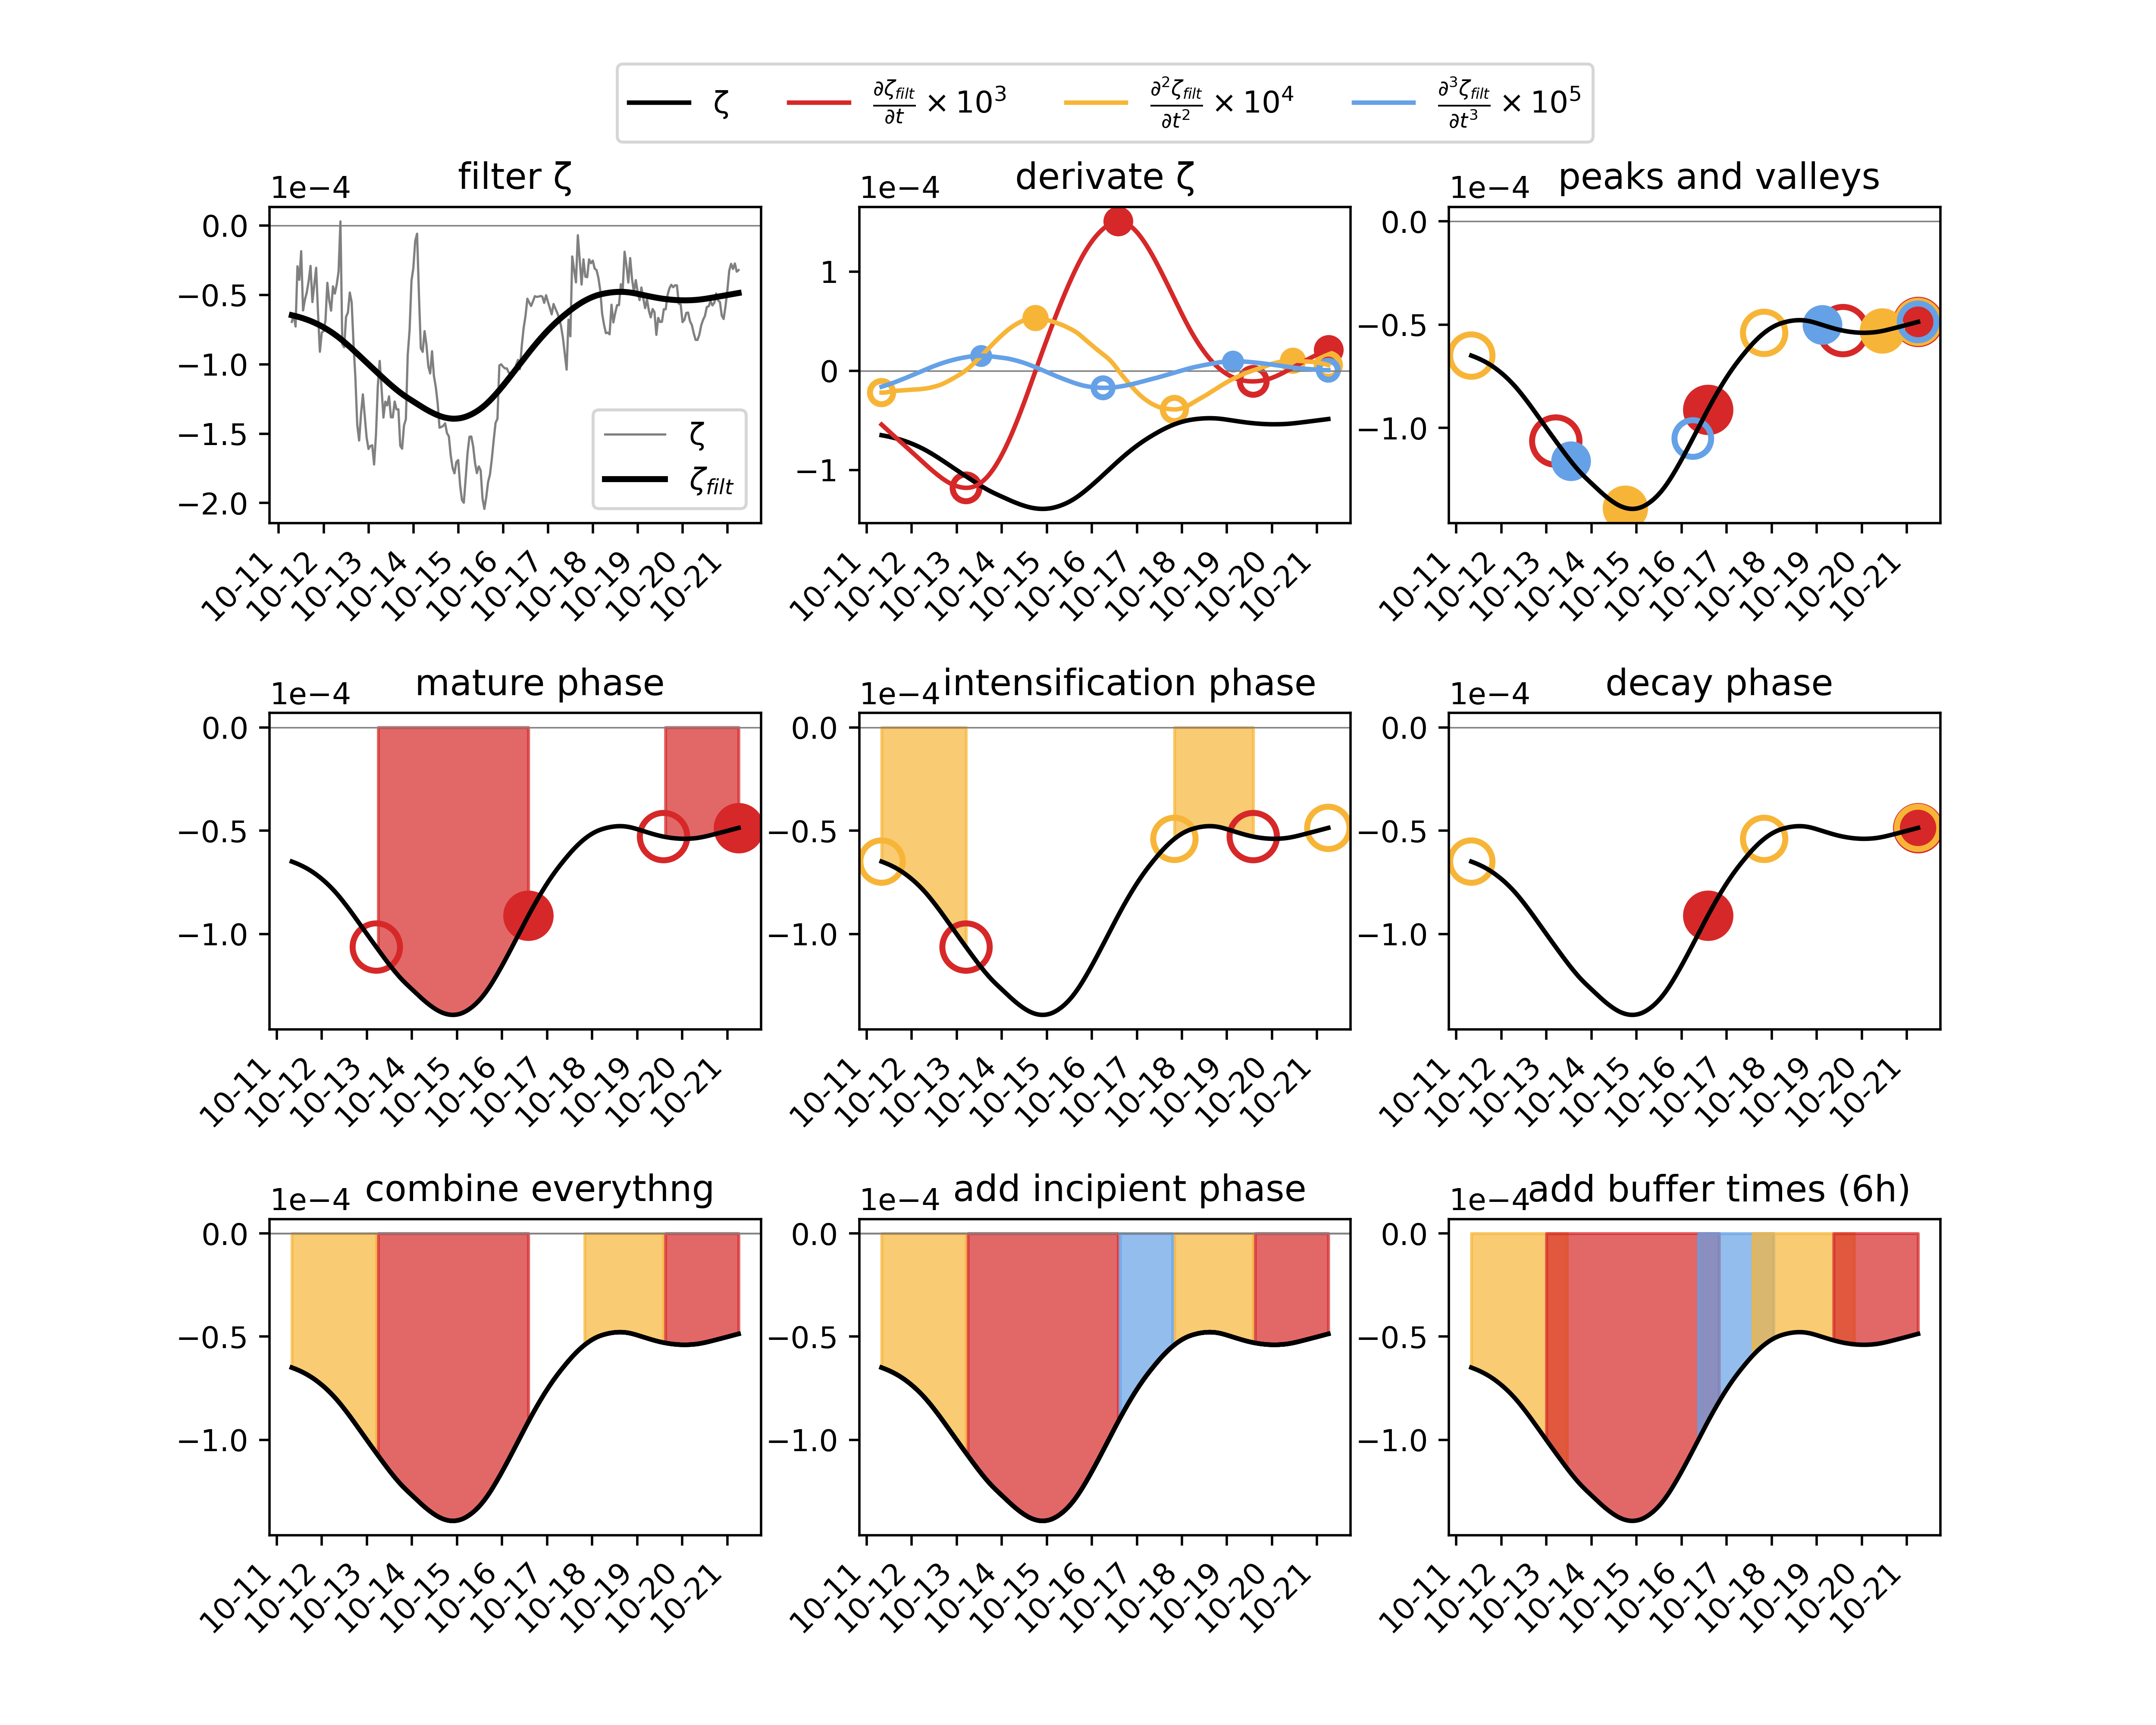 ζ ∂ζfilt/∂t × 10³ ∂²ζfilt/∂t² × 10⁴ ∂³ζfilt/∂t³ × 10⁵
filter ζ
1e−4
0.0
−0.5
−1.0
−1.5
−2.0
ζ
ζfilt
10-11 10-12 10-13 10-14 10-15 10-16 10-17 10-18 10-19 10-20 10-21
derivate ζ
1e−4
1
0
−1
10-11 10-12 10-13 10-14 10-15 10-16 10-17 10-18 10-19 10-20 10-21
peaks and valleys
1e−4
0.0
−0.5
−1.0
10-11 10-12 10-13 10-14 10-15 10-16 10-17 10-18 10-19 10-20 10-21
mature phase
1e−4
0.0
−0.5
−1.0
10-11 10-12 10-13 10-14 10-15 10-16 10-17 10-18 10-19 10-20 10-21
intensification phase
1e−4
0.0
−0.5
−1.0
10-11 10-12 10-13 10-14 10-15 10-16 10-17 10-18 10-19 10-20 10-21
decay phase
1e−4
0.0
−0.5
−1.0
10-11 10-12 10-13 10-14 10-15 10-16 10-17 10-18 10-19 10-20 10-21
combine everythng
1e−4
0.0
−0.5
−1.0
10-11 10-12 10-13 10-14 10-15 10-16 10-17 10-18 10-19 10-20 10-21
add incipient phase
1e−4
0.0
−0.5
−1.0
10-11 10-12 10-13 10-14 10-15 10-16 10-17 10-18 10-19 10-20 10-21
add buffer times (6h)
1e−4
0.0
−0.5
−1.0
10-11 10-12 10-13 10-14 10-15 10-16 10-17 10-18 10-19 10-20 10-21